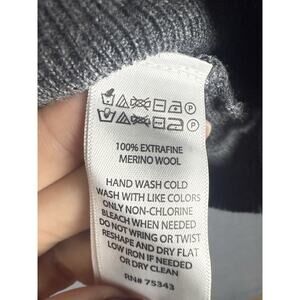 100% EXTRAFINE
MERINO WOOL
HAND WASH COLD
WASH WITH LIKE COLORS
ONLY NON-CHLORINE
BLEACH WHEN NEEDED
DO NOT WRING OR TWIST
RESHAPE AND DRY FLAT
LOW IRON IF NEEDED
OR DRY CLEAN
RN# 75343